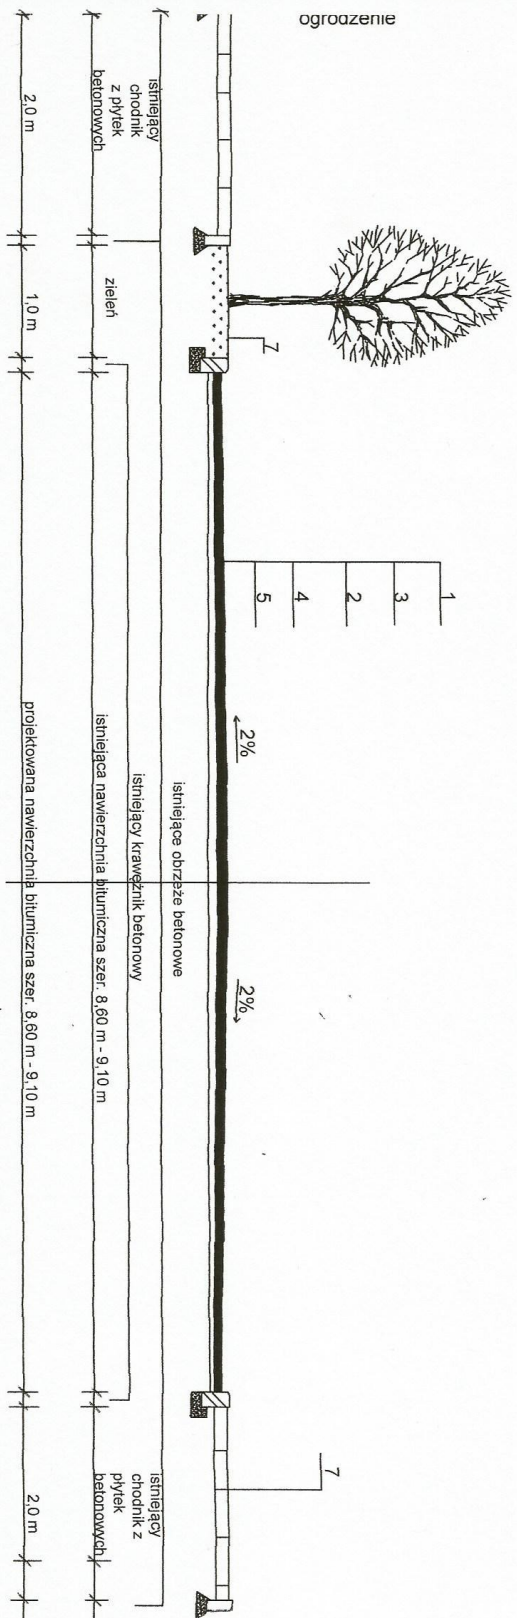 ogrodzenie
7
1
3
2
4
5
2%
2%
7
istniejący
chodnik
z płytek
betonowych
zieleń
istniejące obrzeże betonowe
istniejący krawężnik betonowy
istniejąca nawierzchnia bitumiczna szer. 8,60 m - 9,10 m
istniejący
chodnik z
płytek
betonowych
2,0 m
1,0 m
projektowana nawierzchnia bitumiczna szer. 8,60 m - 9,10 m
2,0 m